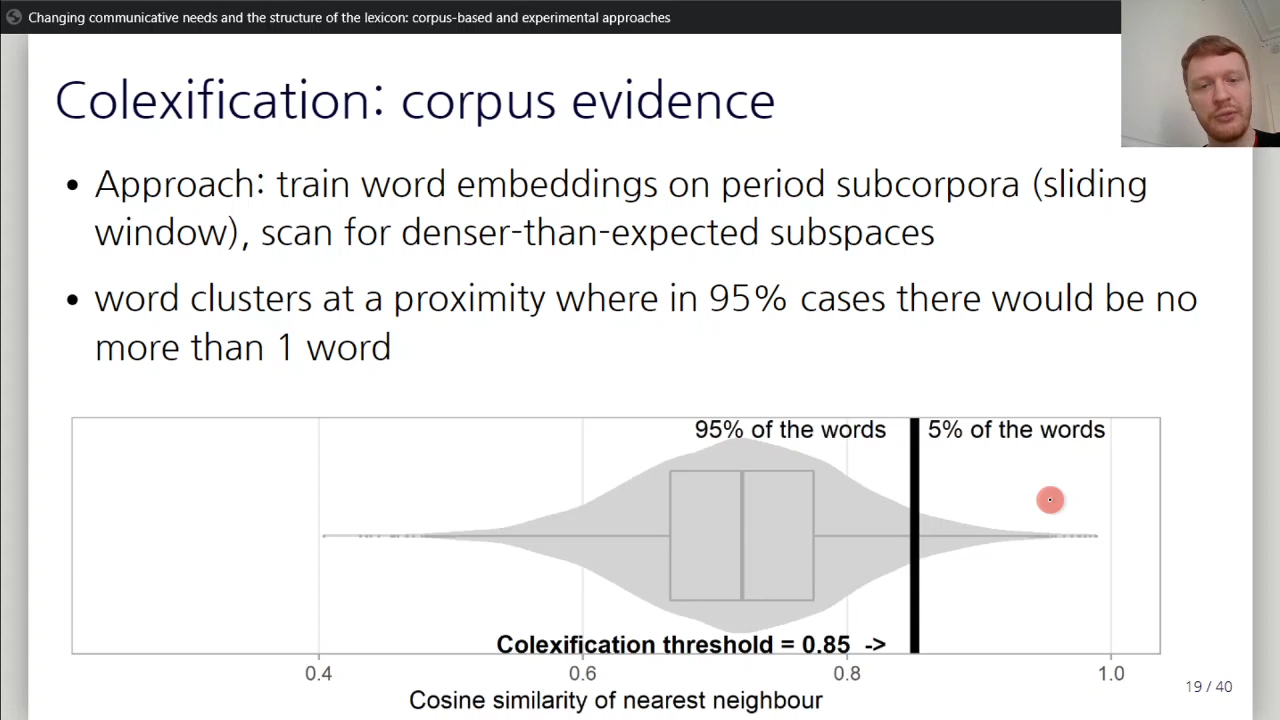 Changing communicative needs and the structure of the lexicon: corpus-based and experimental approaches
Colexification: corpus evidence
• Approach: train word embeddings on period subcorpora (sliding
window), scan for denser-than-expected subspaces
• word clusters at a proximity where in 95% cases there would be no
more than 1 word
95% of the words
5% of the words
Colexification threshold = 0.85 ->
0.4 0.6 0.8 1.0
Cosine similarity of nearest neighbour
19 / 40